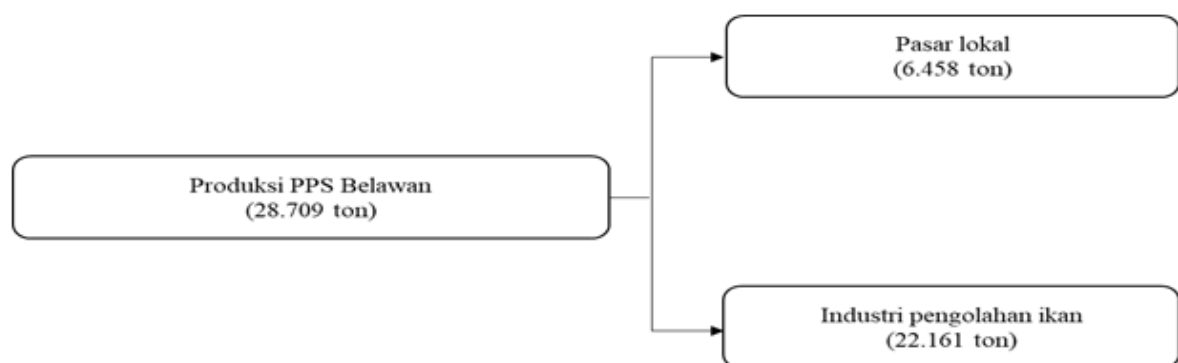 Pasar lokal
(6.458 ton)
Produksi PPS Belawan
(28.709 ton)
Industri pengolahan ikan
(22.161 ton)